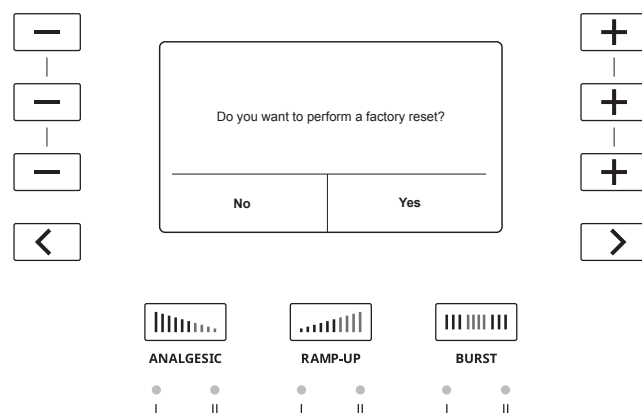 Do you want to perform a factory reset?
No Yes
ANALGESIC RAMP-UP BURST
I II I II I II